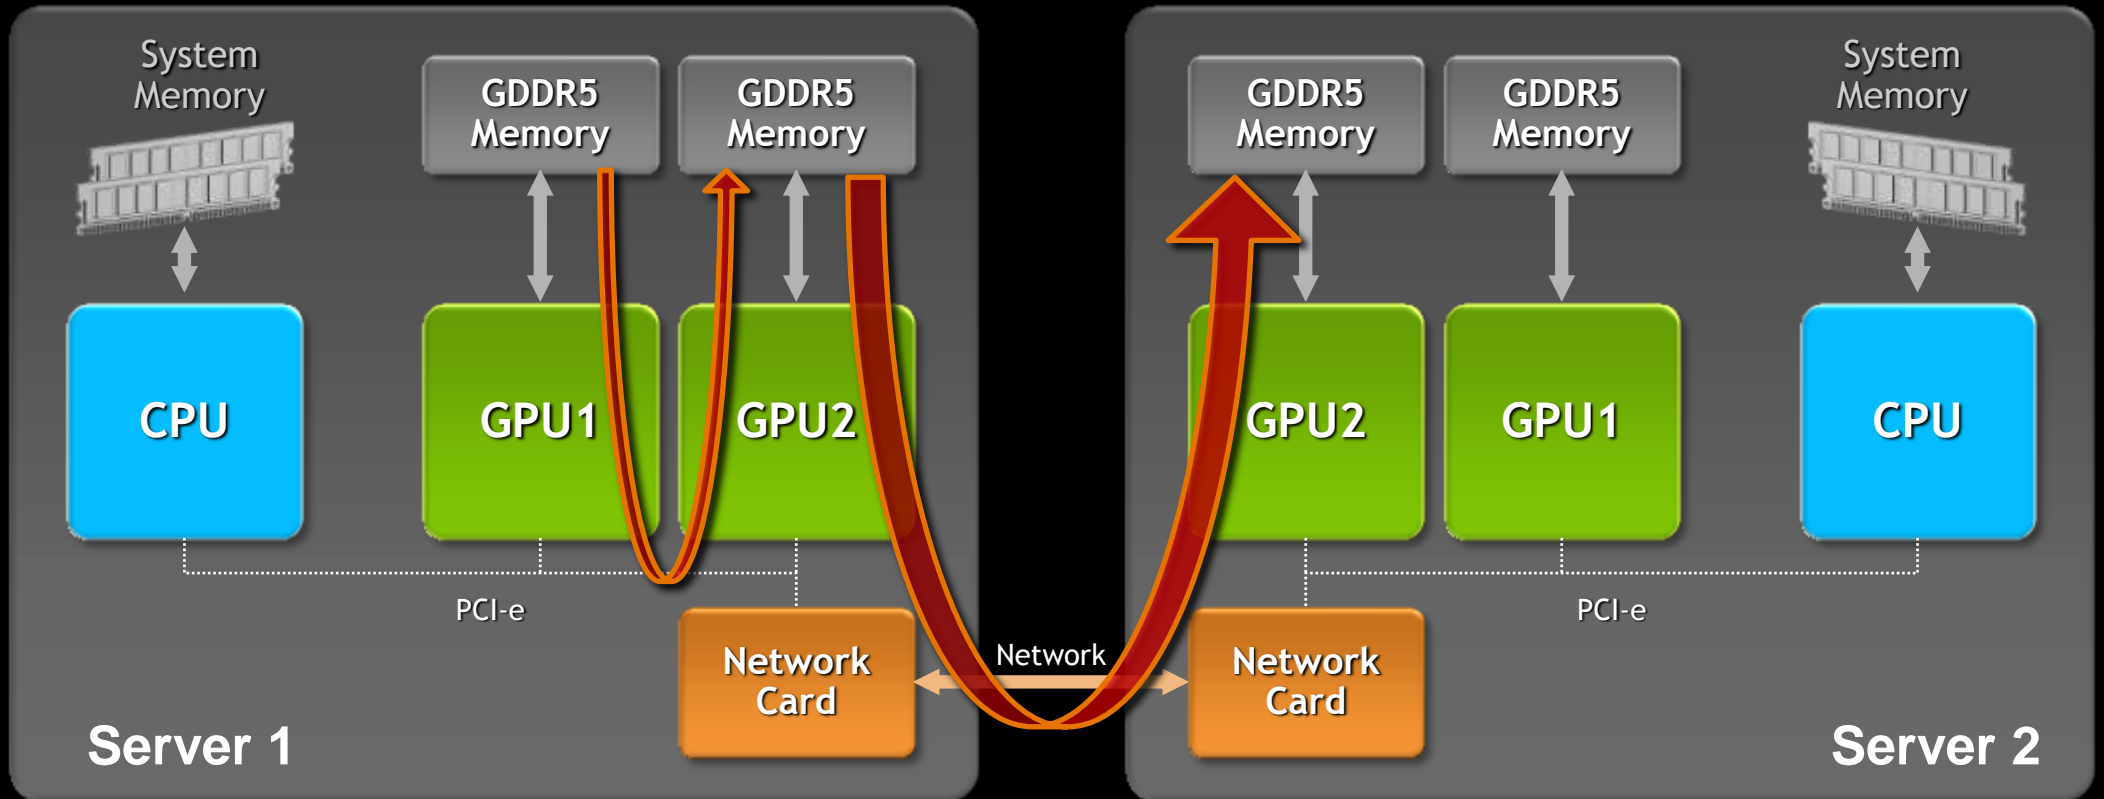 System
Memory
GDDR5
Memory
GDDR5
Memory
CPU
GPU1
GPU2
PCI-e
Network
Card
Server 1
Network
GDDR5
Memory
GDDR5
Memory
System
Memory
GPU2
GPU1
CPU
PCI-e
Network
Card
Server 2